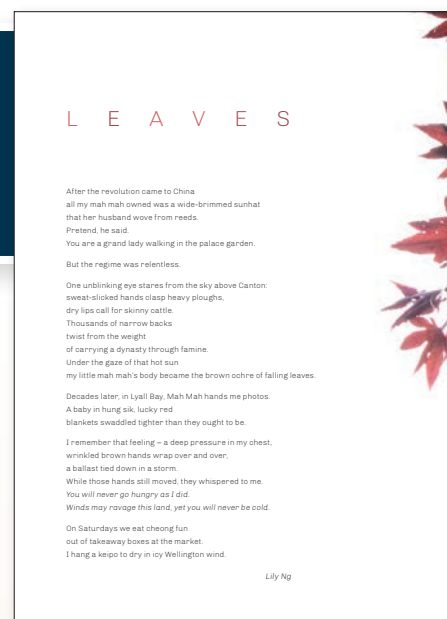 LEAVES
After the revolution came to China
all my mah mah owned was a wide-brimmed sunhat
that her husband wove from reeds.
Pretend, he said.
You are a grand lady walking in the palace garden.
But the regime was relentless.
One unblinking eye stares from the sky above Canton:
sweat-slicked hands clasp heavy ploughs,
dry lips call for skinny cattle.
Thousands of narrow backs
twist from the weight
of carrying a dynasty through famine.
Under the gaze of that hot sun
my little mah mah's body became the brown ochre of falling leaves.
Decades later, in Lyall Bay, Mah Mah hands me photos.
A baby in hung sik, lucky red
blankets swaddled tighter than they ought to be.
I remember that feeling – a deep pressure in my chest,
wrinkled brown hands wrap over and over,
a ballast tied down in a storm.
While those hands still moved, they whispered to me.
You will never go hungry as I did.
Winds may ravage this land, yet you will never be cold.
On Saturdays we eat cheong fun
out of takeaway boxes at the market.
I hang a keipo to dry in icy Wellington wind.
Lily Ng